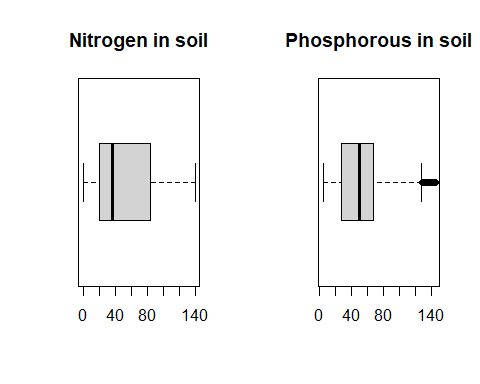 Nitrogen in soil
Phosphorous in soil
0 40 80 140
0 40 80 140